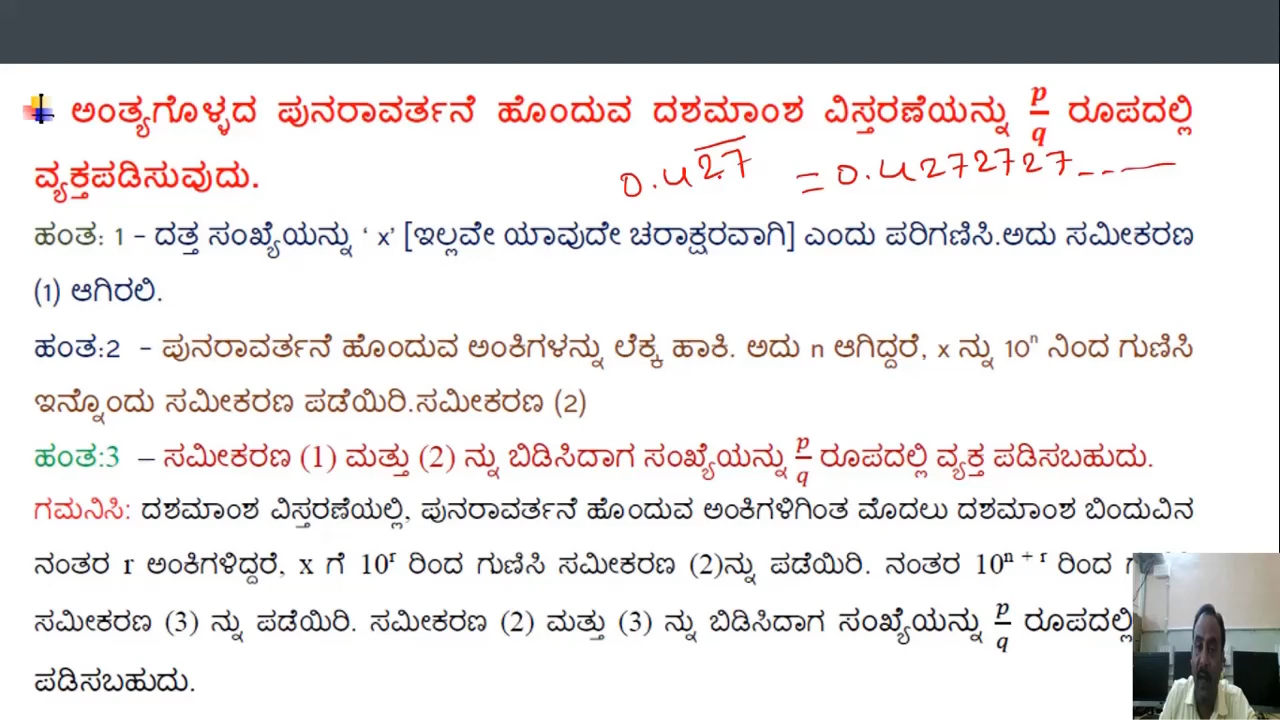 ಅಂತ್ಯಗೊಳ್ಳದ ಪುನರಾವರ್ತನೆ ಹೊಂದುವ ದಶಮಾಂಶ ವಿಸ್ತರಣೆಯನ್ನು p/q ರೂಪದಲ್ಲಿ
ವ್ಯಕ್ತಪಡಿಸುವುದು.
0.42̅7̅ = 0.4272727----
ಹಂತ: 1 – ದತ್ತ ಸಂಖ್ಯೆಯನ್ನು ‘ x’ [ಇಲ್ಲವೇ ಯಾವುದೇ ಚರಾಕ್ಷರವಾಗಿ] ಎಂದು ಪರಿಗಣಿಸಿ.ಅದು ಸಮೀಕರಣ
(1) ಆಗಿರಲಿ.
ಹಂತ:2 – ಪುನರಾವರ್ತನೆ ಹೊಂದುವ ಅಂಕಿಗಳನ್ನು ಲೆಕ್ಕ ಹಾಕಿ. ಅದು n ಆಗಿದ್ದರೆ, x ನ್ನು 10ⁿ ನಿಂದ ಗುಣಿಸಿ
ಇನ್ನೊಂದು ಸಮೀಕರಣ ಪಡೆಯಿರಿ.ಸಮೀಕರಣ (2)
ಹಂತ:3 – ಸಮೀಕರಣ (1) ಮತ್ತು (2) ನ್ನು ಬಿಡಿಸಿದಾಗ ಸಂಖ್ಯೆಯನ್ನು p/q ರೂಪದಲ್ಲಿ ವ್ಯಕ್ತ ಪಡಿಸಬಹುದು.
ಗಮನಿಸಿ: ದಶಮಾಂಶ ವಿಸ್ತರಣೆಯಲ್ಲಿ, ಪುನರಾವರ್ತನೆ ಹೊಂದುವ ಅಂಕಿಗಳಿಗಿಂತ ಮೊದಲು ದಶಮಾಂಶ ಬಿಂದುವಿನ
ನಂತರ r ಅಂಕಿಗಳಿದ್ದರೆ, x ಗೆ 10ʳ ರಿಂದ ಗುಣಿಸಿ ಸಮೀಕರಣ (2)ನ್ನು ಪಡೆಯಿರಿ. ನಂತರ 10ⁿ⁺ʳ ರಿಂದ
ಸಮೀಕರಣ (3) ನ್ನು ಪಡೆಯಿರಿ. ಸಮೀಕರಣ (2) ಮತ್ತು (3) ನ್ನು ಬಿಡಿಸಿದಾಗ ಸಂಖ್ಯೆಯನ್ನು p/q ರೂಪದಲ್ಲಿ
ಪಡಿಸಬಹುದು.